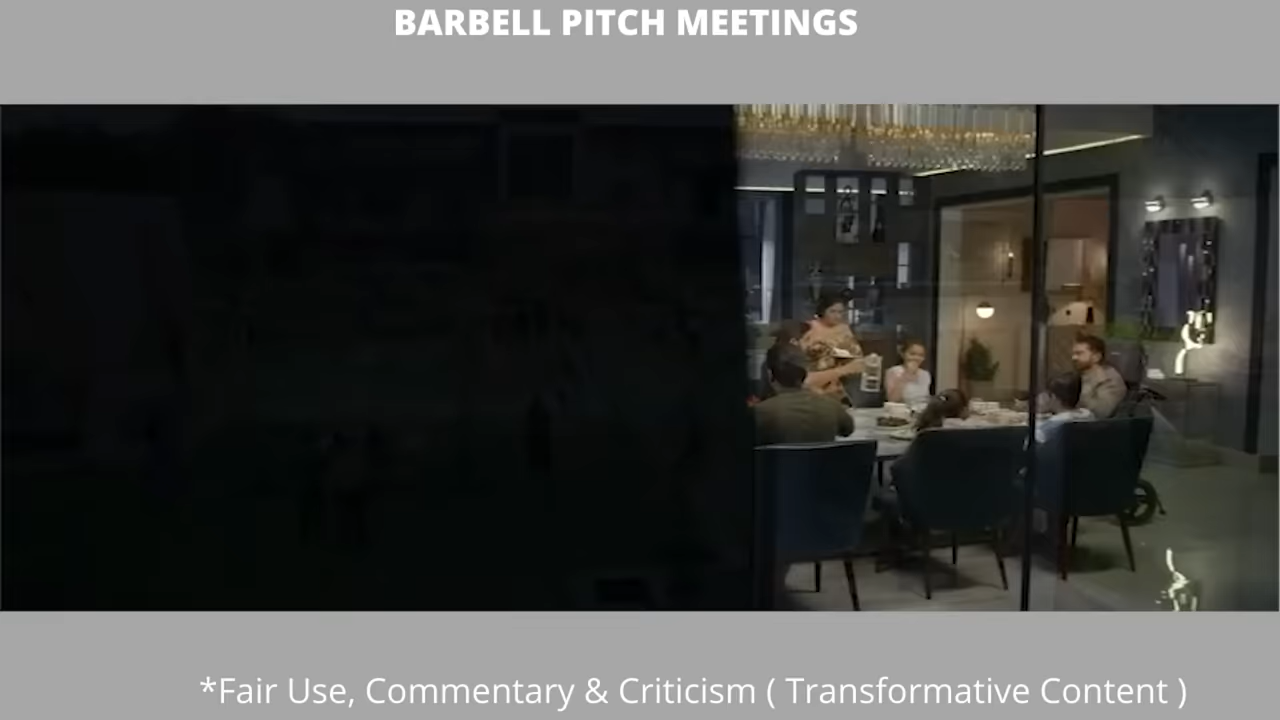 BARBELL PITCH MEETINGS
*Fair Use, Commentary & Criticism ( Transformative Content )